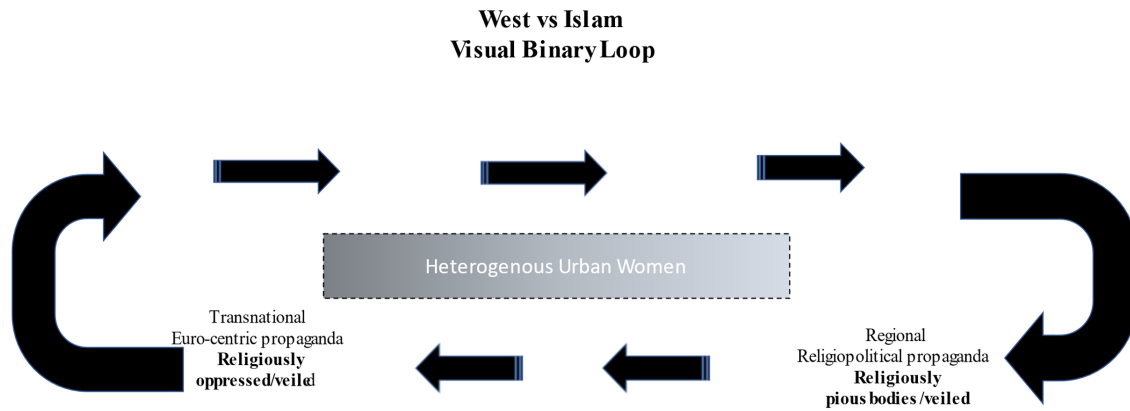 West vs Islam
Visual Binary Loop
Heterogenous Urban Women
Transnational
Euro-centric propaganda
Religiously
oppressed/veiled
Regional
Religiopolitical propaganda
Religiously
pious bodies/veiled